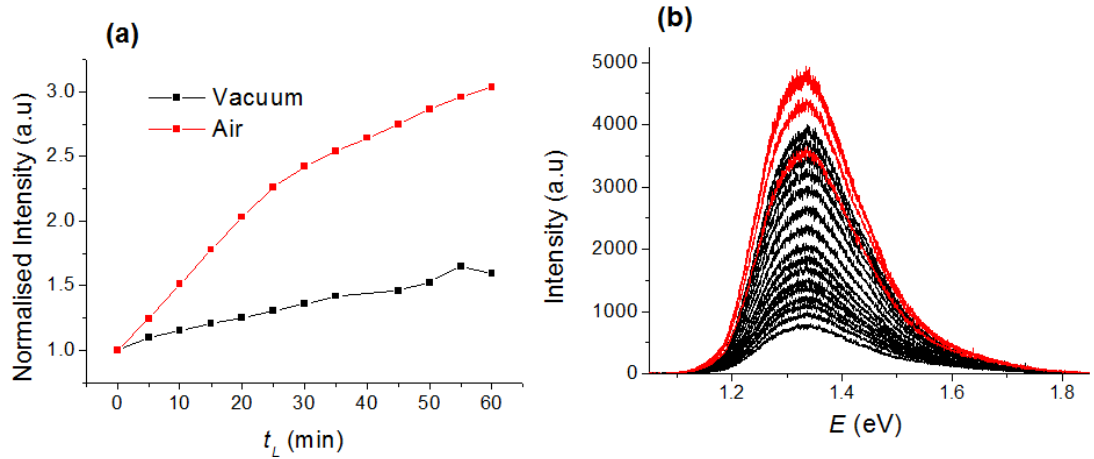 (a)
Normalised Intensity (a.u)
3.0
2.5
2.0
1.5
1.0
Vacuum
Air
0 10 20 30 40 50 60
t_L (min)
(b)
Intensity (a.u)
5000
4000
3000
2000
1000
0
1.2 1.4 1.6 1.8
E (eV)